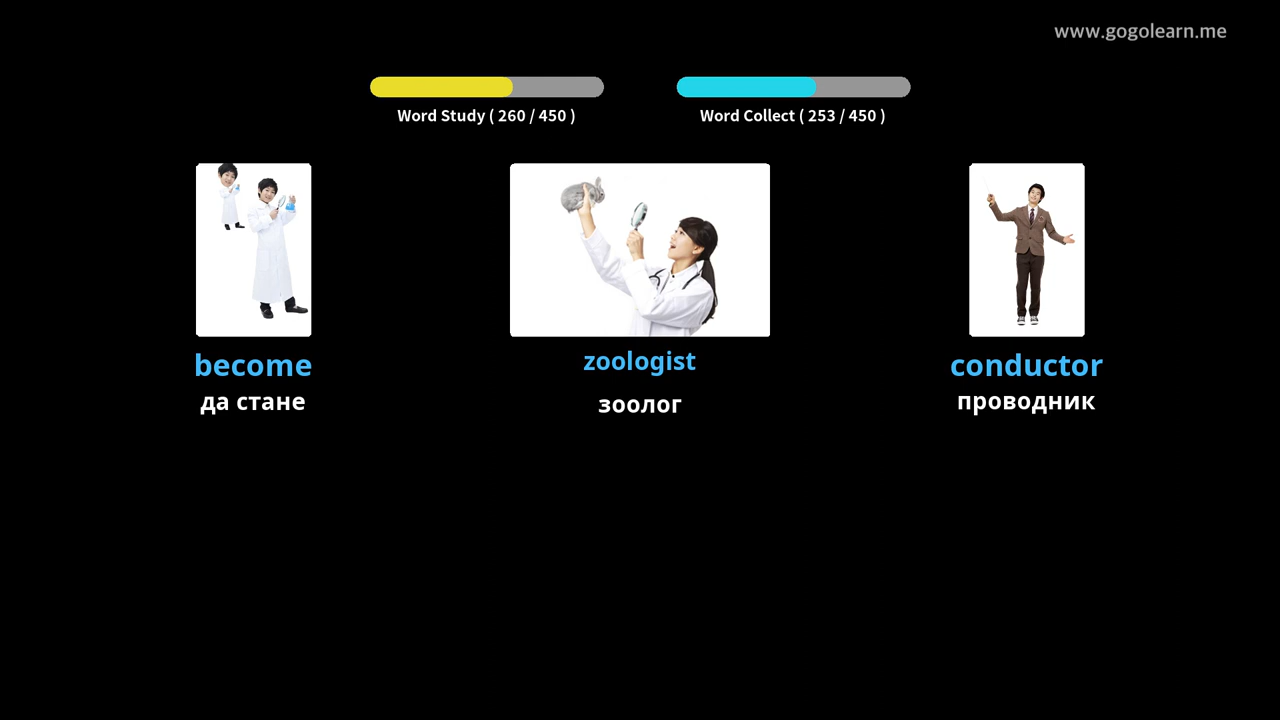 www.gogolearn.me
Word Study ( 260 / 450 )
Word Collect ( 253 / 450 )
become
да стане
zoologist
зоолог
conductor
проводник